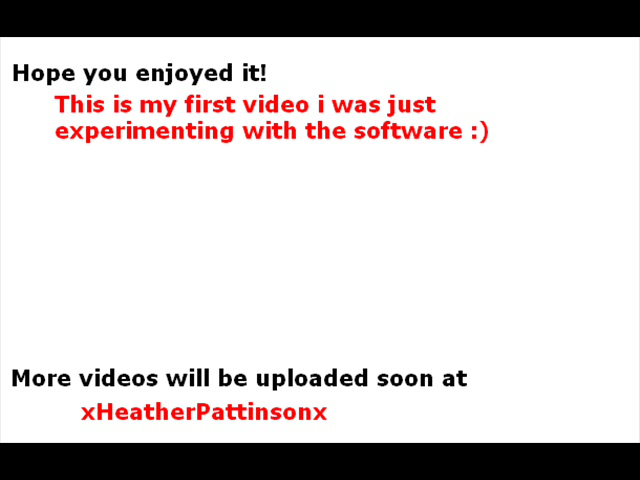 Hope you enjoyed it!
This is my first video i was just
experimenting with the software :)
More videos will be uploaded soon at
xHeatherPattinsonx